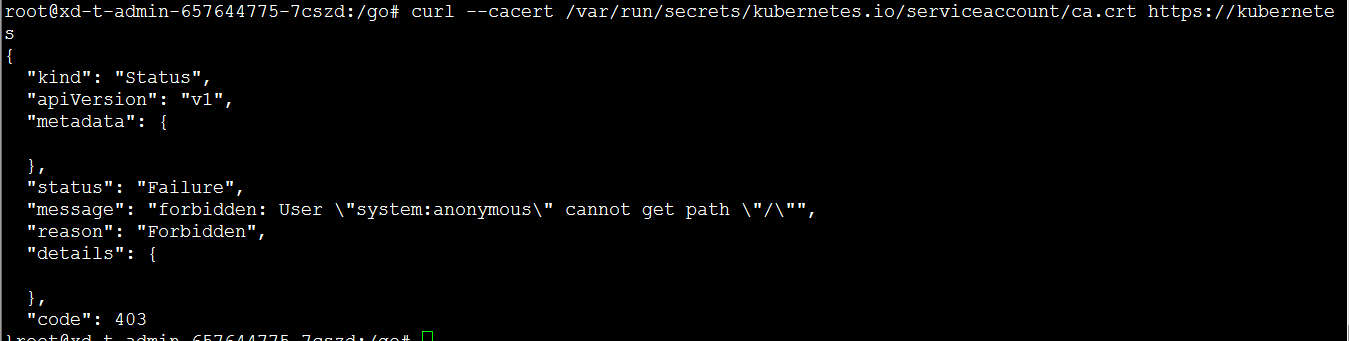 root@xd-t-admin-657644775-7cszd:/go# curl --cacert /var/run/secrets/kubernetes.io/serviceaccount/ca.crt https://kubernete
s
{
  "kind": "Status",
  "apiVersion": "v1",
  "metadata": {

  },
  "status": "Failure",
  "message": "forbidden: User \"system:anonymous\" cannot get path \"/\"",
  "reason": "Forbidden",
  "details": {

  },
  "code": 403
}root@xd-t-admin-657644775-7cszd:/go#